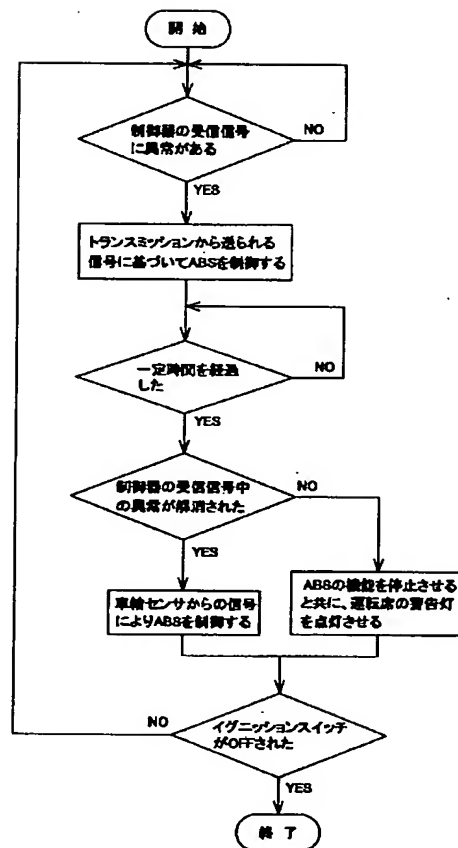 開 始
制御器の受信信号
に異常がある
NO
YES
トランスミッションから送られる
信号に基づいてABSを制御する
一定時間を経過
した
NO
YES
制御器の受信信号中
の異常が解消された
NO
YES
車輪センサからの信号
によりABSを制御する
ABSの機能を停止させる
と共に、運転席の警告灯
を点灯させる
イグニッションスイッチ
がOFFされた
NO
YES
終 了